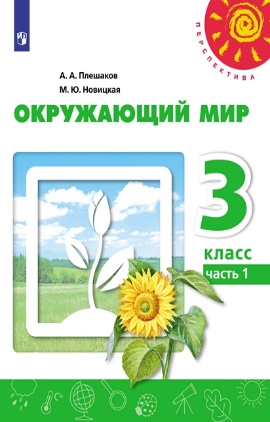 ПЕРСПЕКТИВА
А. А. Плешаков
М. Ю. Новицкая
ОКРУЖАЮЩИЙ МИР
3
класс
часть 1